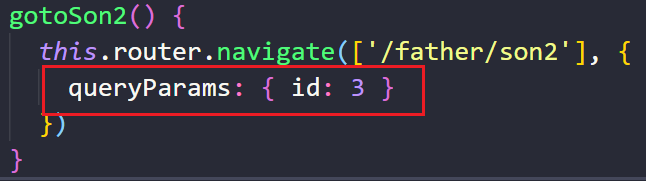 gotoSon2() {
this.router.navigate(['/father/son2'], {
queryParams: { id: 3 }
})
}